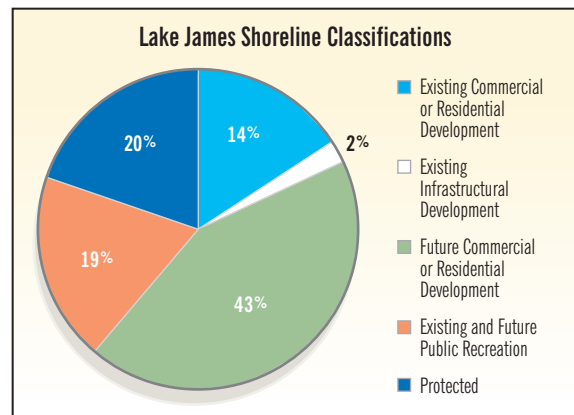 Lake James Shoreline Classifications
14%
2%
43%
19%
20%
Existing Commercial
or Residential
Development
Existing
Infrastructural
Development
Future Commercial
or Residential
Development
Existing and Future
Public Recreation
Protected